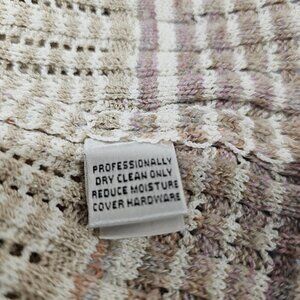 PROFESSIONALLY
DRY CLEAN ONLY
REDUCE MOISTURE
COVER HARDWARE